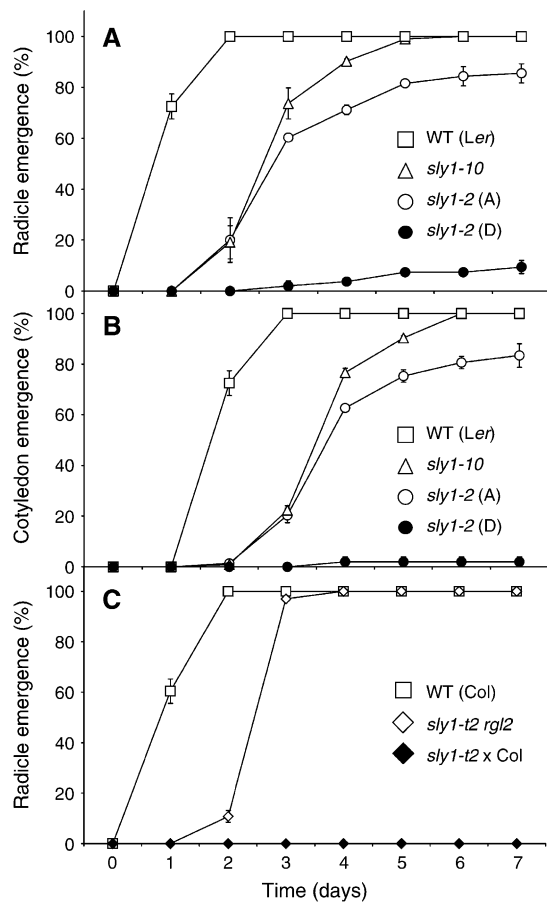 A
Radicle emergence (%)
100
80
60
40
20
0
WT (Ler)
sly1-10
sly1-2 (A)
sly1-2 (D)
B
Cotyledon emergence (%)
100
80
60
40
20
0
WT (Ler)
sly1-10
sly1-2 (A)
sly1-2 (D)
C
Radicle emergence (%)
100
80
60
40
20
0
WT (Col)
sly1-t2 rgl2
sly1-t2 x Col
0 1 2 3 4 5 6 7
Time (days)